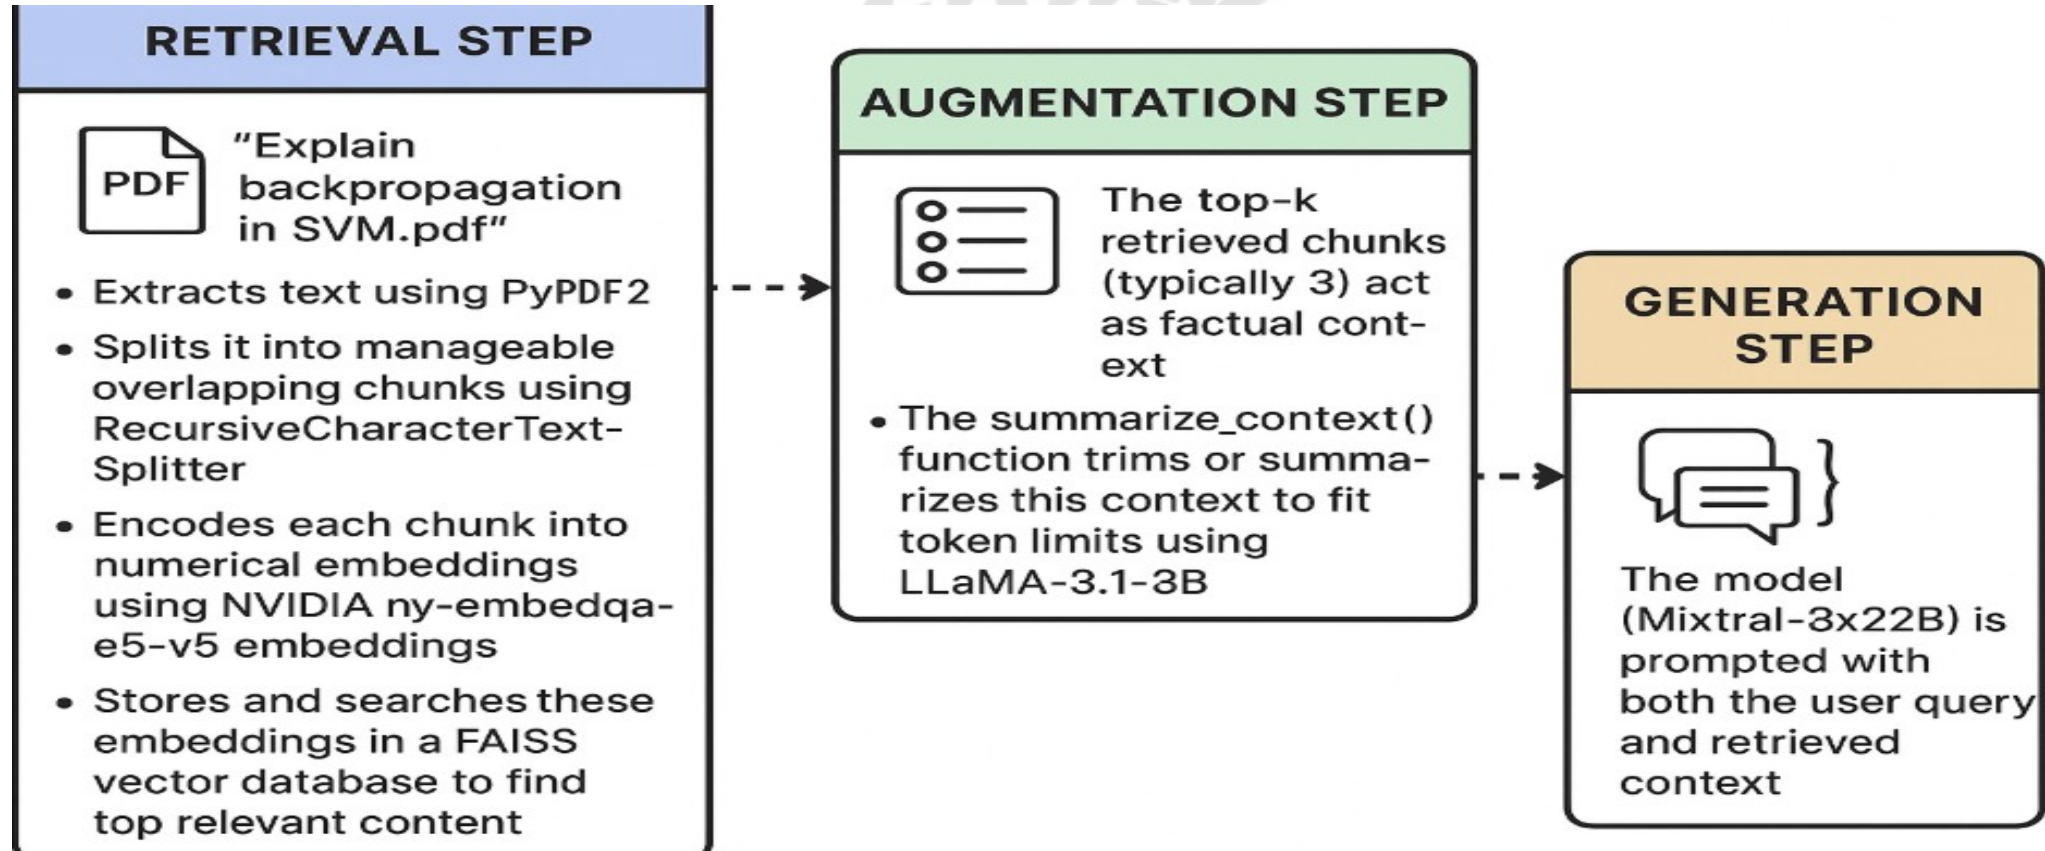 RETRIEVAL STEP
PDF
"Explain
backpropagation
in SVM.pdf"
• Extracts text using PyPDF2
• Splits it into manageable
overlapping chunks using
RecursiveCharacterText-
Splitter
• Encodes each chunk into
numerical embeddings
using NVIDIA ny-embedqa-
e5-v5 embeddings
• Stores and searches these
embeddings in a FAISS
vector database to find
top relevant content
AUGMENTATION STEP
The top-k
retrieved chunks
(typically 3) act
as factual cont-
ext
• The summarize_context()
function trims or summa-
rizes this context to fit
token limits using
LLaMA-3.1-3B
GENERATION
STEP
}
The model
(Mixtral-3x22B) is
prompted with
both the user query
and retrieved
context